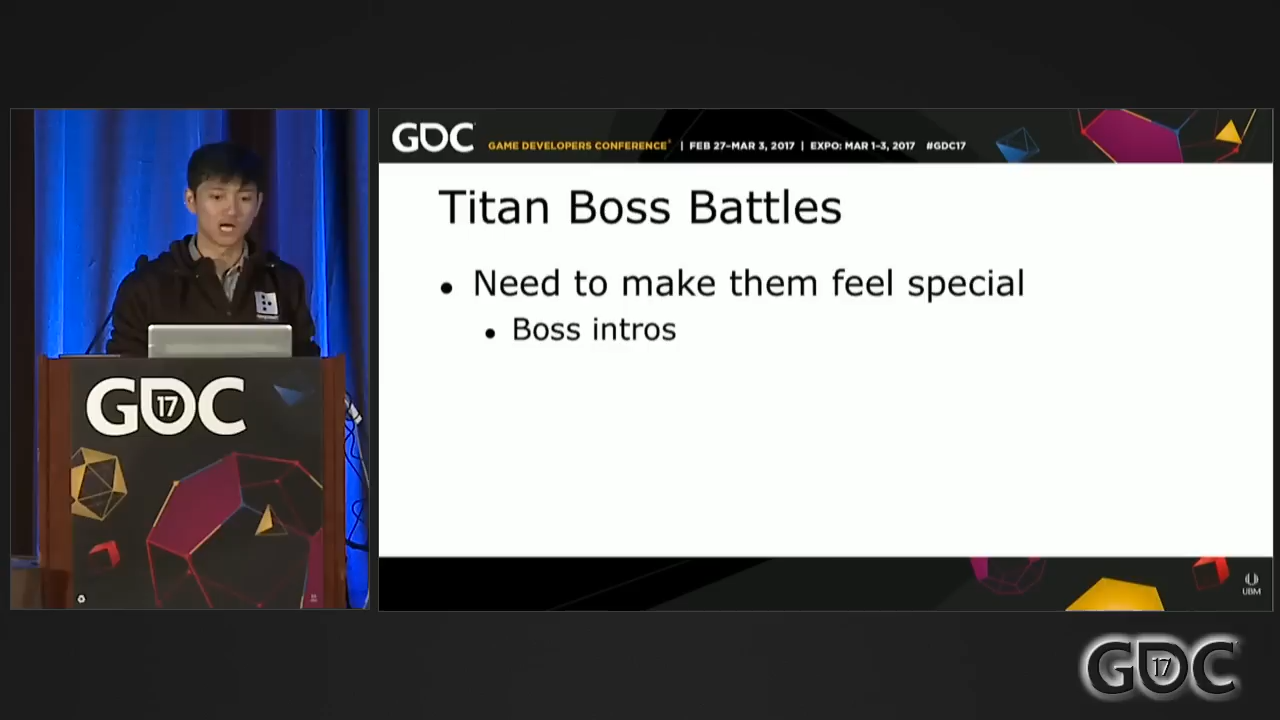 GDC
GAME DEVELOPERS CONFERENCE® | FEB 27–MAR 3, 2017 | EXPO: MAR 1–3, 2017 #GDC17
Titan Boss Battles
• Need to make them feel special
• Boss intros
GDC
17
UBM
GDC
17